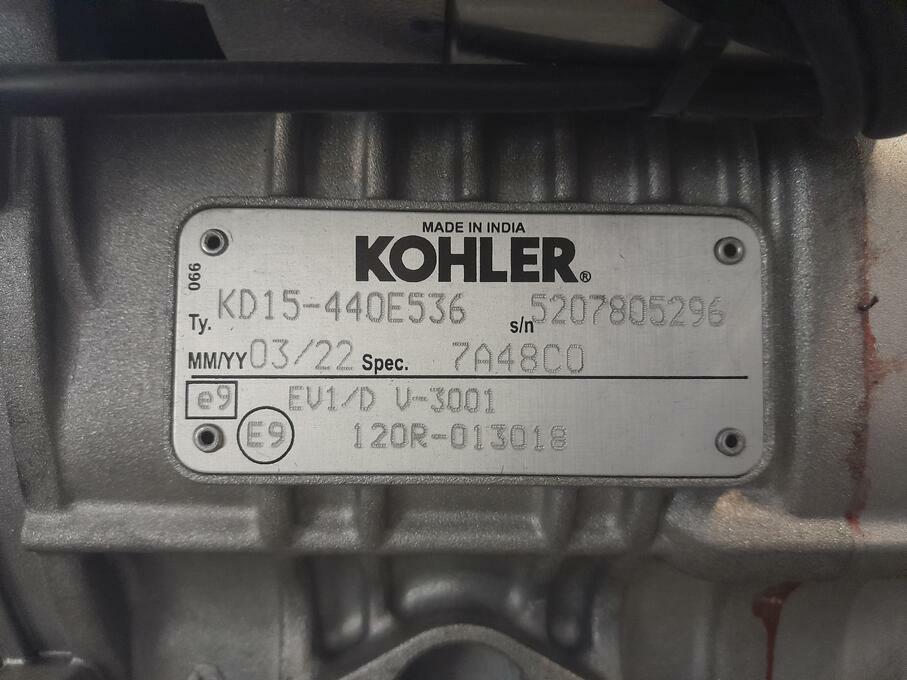 MADE IN INDIA
KOHLER®
066
Ty. KD15-440E536 s/n 5207805296
MM/YY 03/22 Spec. 7A48C0
e9 EV1/D V-3001
E9 120R-013018